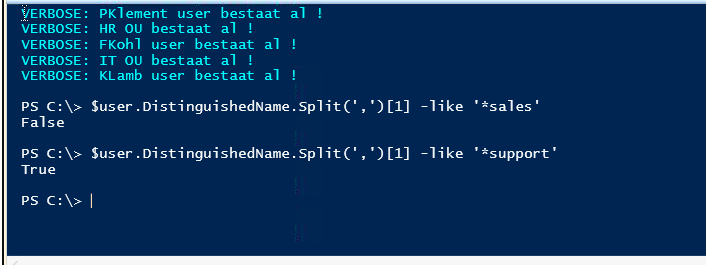 VERBOSE: PKlement user bestaat al !
VERBOSE: HR OU bestaat al !
VERBOSE: FKohl user bestaat al !
VERBOSE: IT OU bestaat al !
VERBOSE: KLamb user bestaat al !
PS C:\> $user.DistinguishedName.Split(',')[1] -like '*sales'
False
PS C:\> $user.DistinguishedName.Split(',')[1] -like '*support'
True
PS C:\>